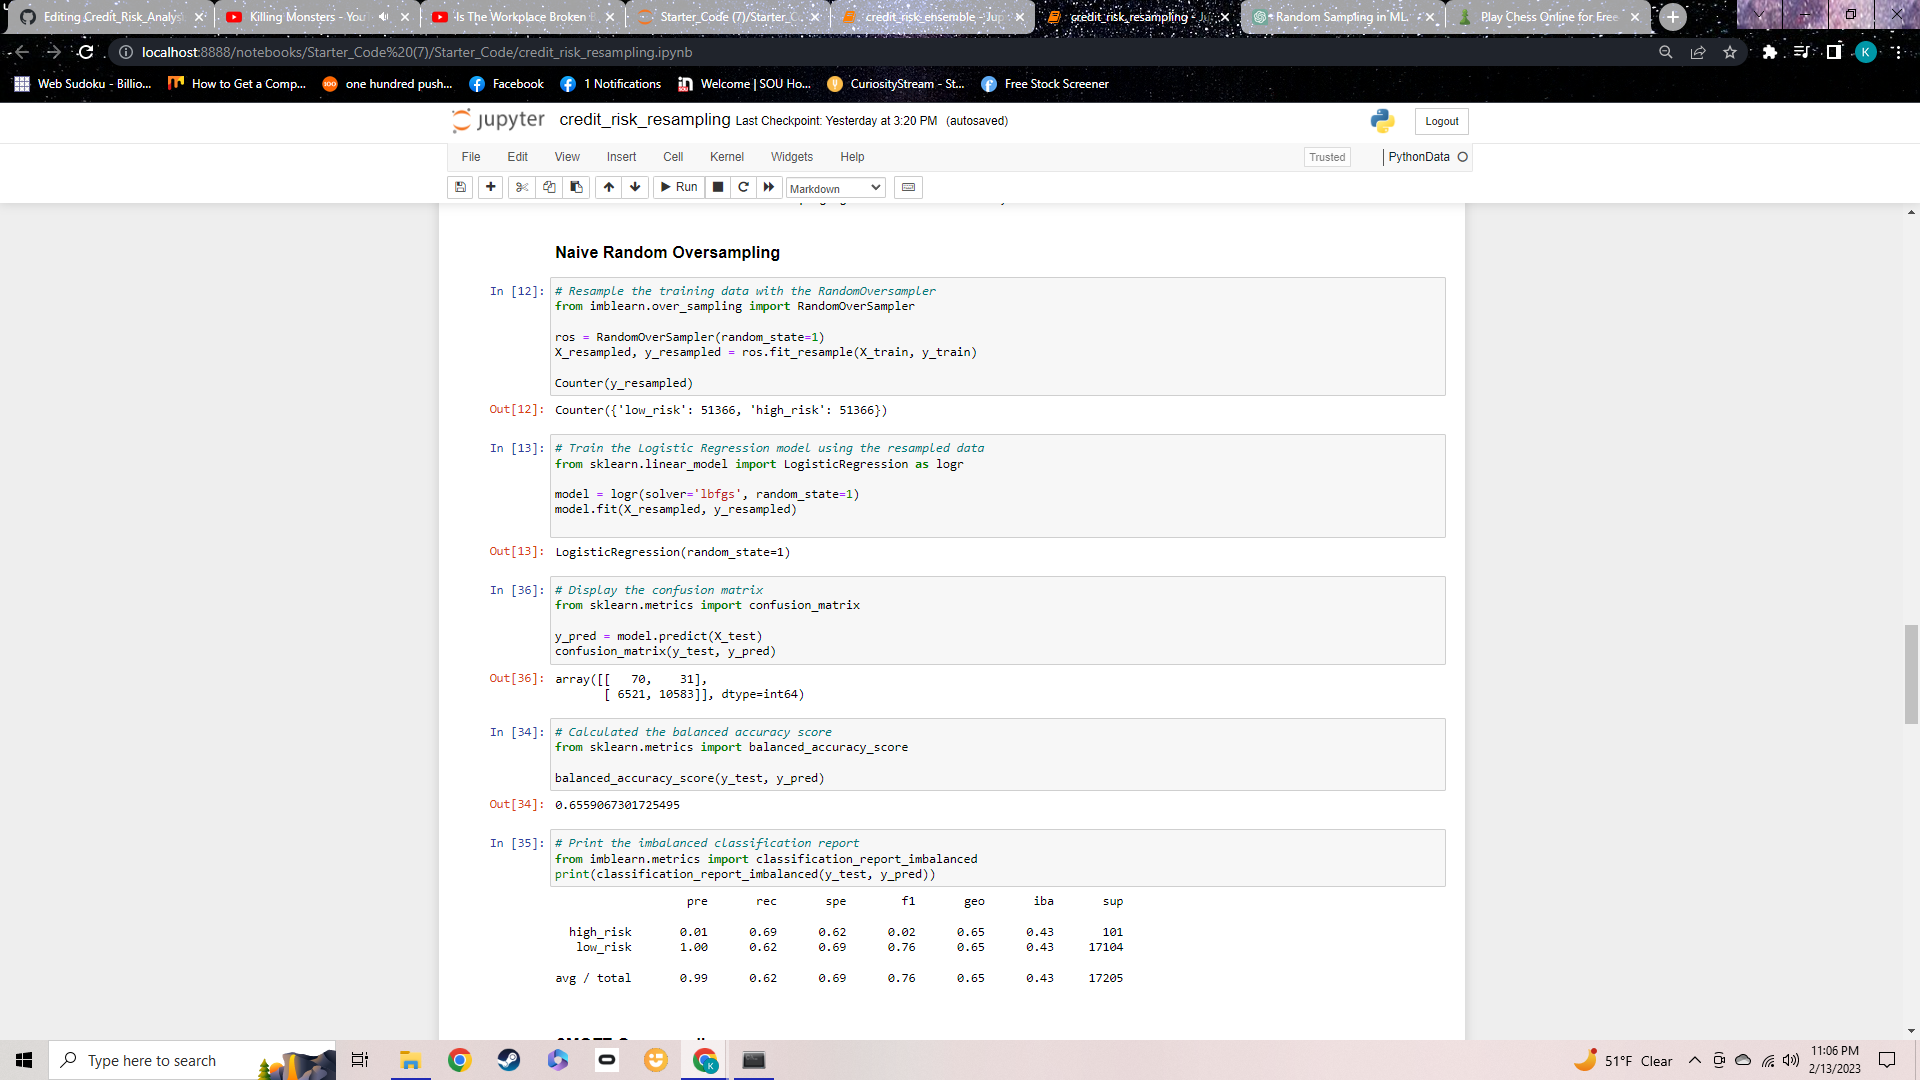 Editing Credit_Risk_Analys
Killing Monsters - You
Is The Workplace Broken B
Starter_Code (7)/Starter_C
credit_risk_ensemble - Jup
credit_risk_resampling - Ju
Random Sampling in ML.
Play Chess Online for Free
localhost:8888/notebooks/Starter_Code%20(7)/Starter_Code/credit_risk_resampling.ipynb
K
Web Sudoku - Billio...
How to Get a Comp...
one hundred push...
Facebook
1 Notifications
Welcome | SOU Ho...
CuriosityStream - St...
Free Stock Screener
jupyter credit_risk_resampling Last Checkpoint: Yesterday at 3:20 PM (autosaved)
Logout
File Edit View Insert Cell Kernel Widgets Help
Trusted
PythonData
Run
Markdown
Naive Random Oversampling
In [12]: # Resample the training data with the RandomOversampler
from imblearn.over_sampling import RandomOverSampler
ros = RandomOverSampler(random_state=1)
X_resampled, y_resampled = ros.fit_resample(X_train, y_train)
Counter(y_resampled)
Out[12]: Counter({'low_risk': 51366, 'high_risk': 51366})
In [13]: # Train the Logistic Regression model using the resampled data
from sklearn.linear_model import LogisticRegression as logr
model = logr(solver='lbfgs', random_state=1)
model.fit(X_resampled, y_resampled)
Out[13]: LogisticRegression(random_state=1)
In [36]: # Display the confusion matrix
from sklearn.metrics import confusion_matrix
y_pred = model.predict(X_test)
confusion_matrix(y_test, y_pred)
Out[36]: array([[   70,    31],
[ 6521, 10583]], dtype=int64)
In [34]: # Calculated the balanced accuracy score
from sklearn.metrics import balanced_accuracy_score
balanced_accuracy_score(y_test, y_pred)
Out[34]: 0.6559067301725495
In [35]: # Print the imbalanced classification report
from imblearn.metrics import classification_report_imbalanced
print(classification_report_imbalanced(y_test, y_pred))
pre rec spe f1 geo iba sup
high_risk 0.01 0.69 0.62 0.02 0.65 0.43 101
low_risk 1.00 0.62 0.69 0.76 0.65 0.43 17104
avg / total 0.99 0.62 0.69 0.76 0.65 0.43 17205
Type here to search
51°F Clear
11:06 PM
2/13/2023